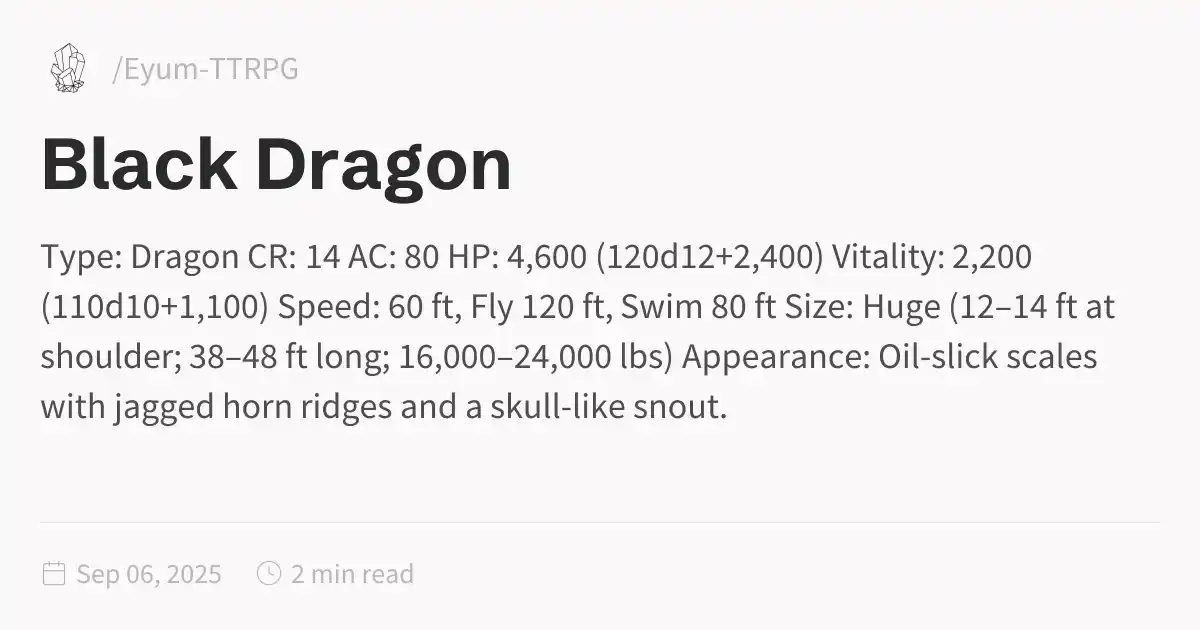 /Eyum-TTRPG
Black Dragon
Type: Dragon CR: 14 AC: 80 HP: 4,600 (120d12+2,400) Vitality: 2,200
(110d10+1,100) Speed: 60 ft, Fly 120 ft, Swim 80 ft Size: Huge (12–14 ft at
shoulder; 38–48 ft long; 16,000–24,000 lbs) Appearance: Oil-slick scales
with jagged horn ridges and a skull-like snout.
Sep 06, 2025 2 min read